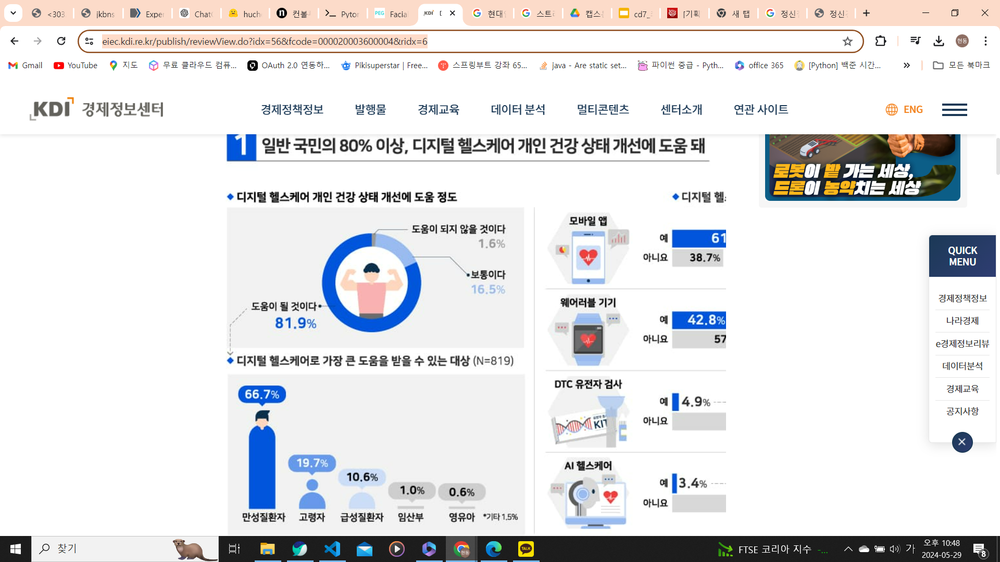 <303
jkbns
Exper
ChatG
huchu
컨볼
Pytor
Facial
현대
스트
캡스
cd7_
[기획
새 탭
정신
정신
eiec.kdi.re.kr/publish/reviewView.do?idx=56&fcode=000020003600004&ridx=6
현동
Gmail
YouTube
지도
무료 클라우드 컴퓨...
OAuth 2.0 연동하...
Pikisuperstar | Free...
스프링부트 강좌 65...
java - Are static set...
파이썬 중급 - Pyth...
office 365
[Python] 백준 시간...
모든 북마크
KDI 경제정보센터
경제정책정보
발행물
경제교육
데이터 분석
멀티콘텐츠
센터소개
연관 사이트
ENG
1 일반 국민의 80% 이상, 디지털 헬스케어 개인 건강 상태 개선에 도움 돼
로봇이 밭 가는 세상,
드론이 농약치는 세상
디지털 헬스케어 개인 건강 상태 개선에 도움 정도
도움이 되지 않을 것이다
1.6%
보통이다
16.5%
도움이 될 것이다
81.9%
디지털 헬스케어로 가장 큰 도움을 받을 수 있는 대상 (N=819)
66.7%
19.7%
10.6%
1.0%
0.6%
만성질환자
고령자
급성질환자
임산부
영유아
*기타 1.5%
디지털 헬
모바일 앱
예 61
아니요 38.7%
웨어러블 기기
예 42.8%
아니요 57
DTC 유전자 검사
KIT
예 4.9%
아니요
AI 헬스케어
예 3.4%
아니요
QUICK
MENU
경제정책정보
나라경제
e경제정보리뷰
데이터분석
경제교육
공지사항
찾기
현동
TALK
FTSE 코리아 지수 -...
가
오후 10:48
2024-05-29
8